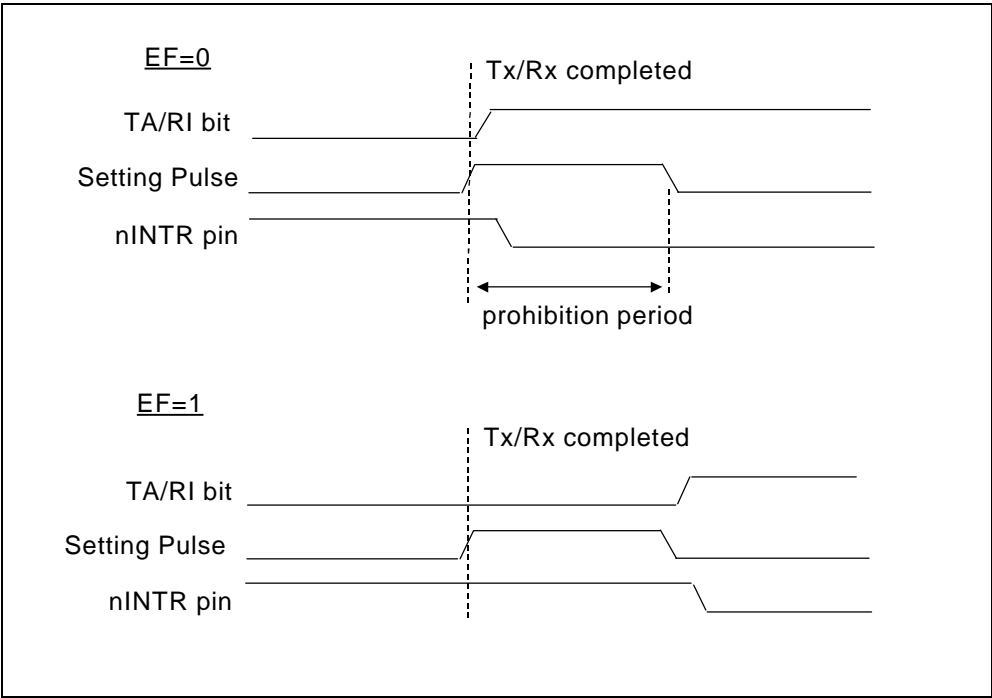 EF=0
Tx/Rx completed
TA/RI bit
Setting Pulse
nINTR pin
prohibition period
EF=1
Tx/Rx completed
TA/RI bit
Setting Pulse
nINTR pin